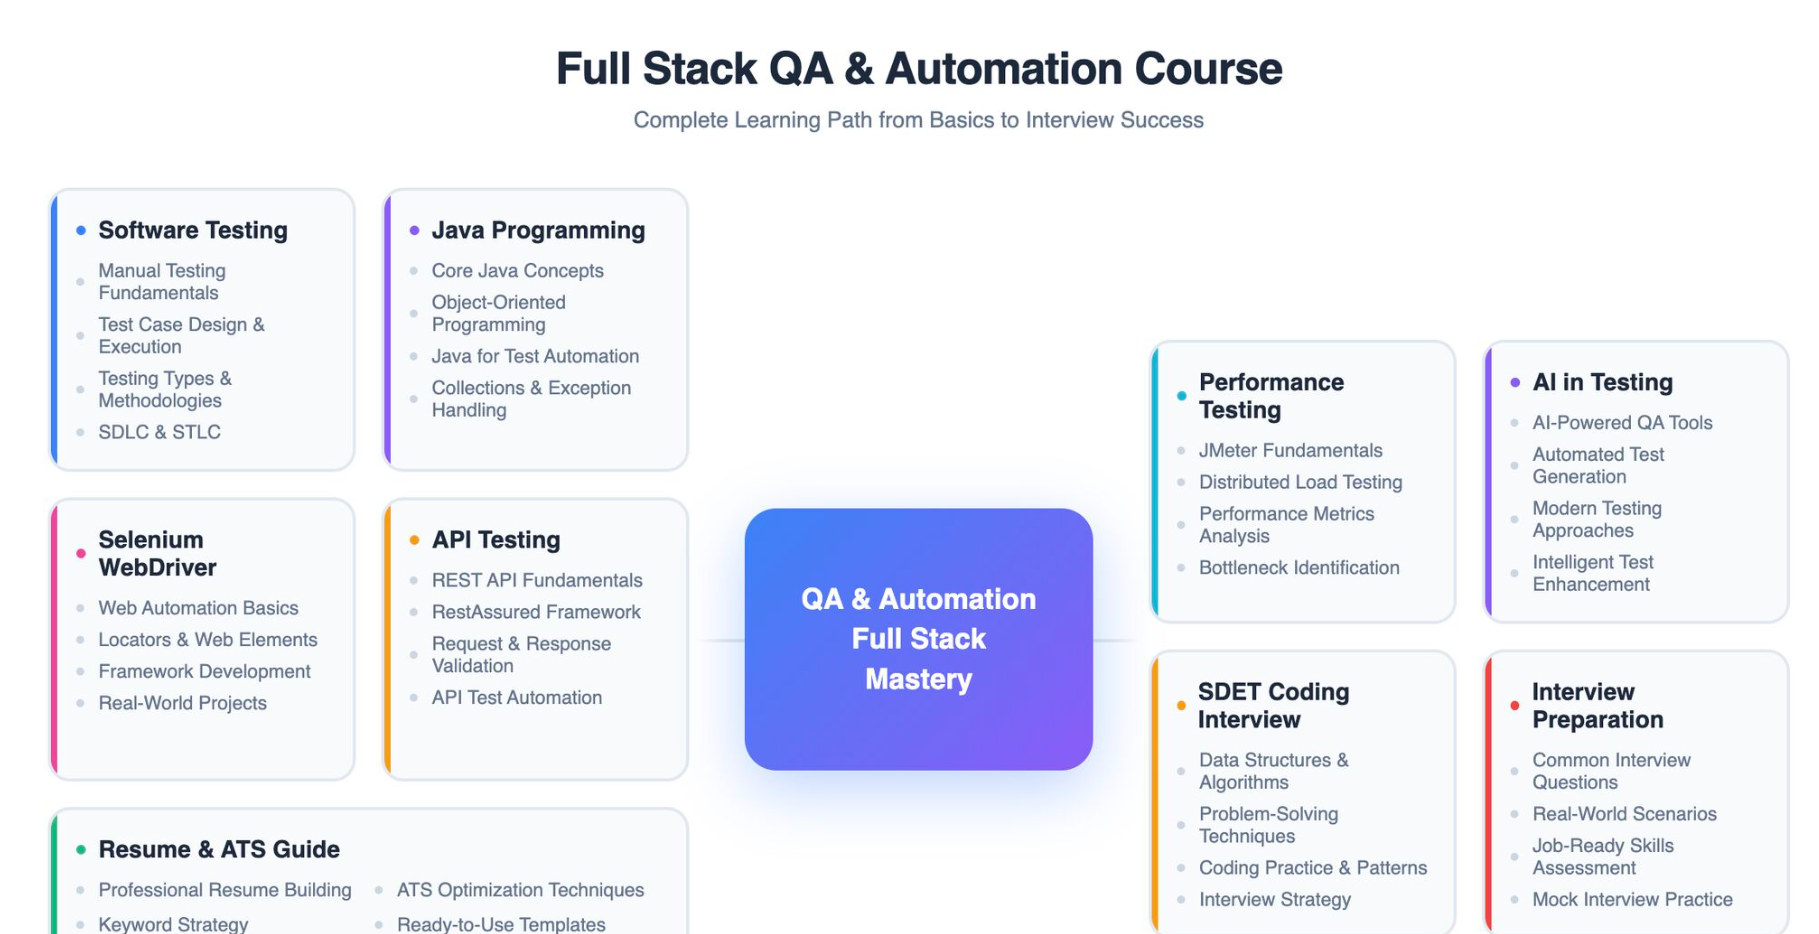 Full Stack QA & Automation Course
Complete Learning Path from Basics to Interview Success
Software Testing
Manual Testing
Fundamentals
Test Case Design &
Execution
Testing Types &
Methodologies
SDLC & STLC
Java Programming
Core Java Concepts
Object-Oriented
Programming
Java for Test Automation
Collections & Exception
Handling
Selenium
WebDriver
Web Automation Basics
Locators & Web Elements
Framework Development
Real-World Projects
API Testing
REST API Fundamentals
RestAssured Framework
Request & Response
Validation
API Test Automation
Resume & ATS Guide
Professional Resume Building
ATS Optimization Techniques
Keyword Strategy
Ready-to-Use Templates
QA & Automation
Full Stack
Mastery
Performance
Testing
JMeter Fundamentals
Distributed Load Testing
Performance Metrics
Analysis
Bottleneck Identification
AI in Testing
AI-Powered QA Tools
Automated Test
Generation
Modern Testing
Approaches
Intelligent Test
Enhancement
SDET Coding
Interview
Data Structures &
Algorithms
Problem-Solving
Techniques
Coding Practice & Patterns
Interview Strategy
Interview
Preparation
Common Interview
Questions
Real-World Scenarios
Job-Ready Skills
Assessment
Mock Interview Practice